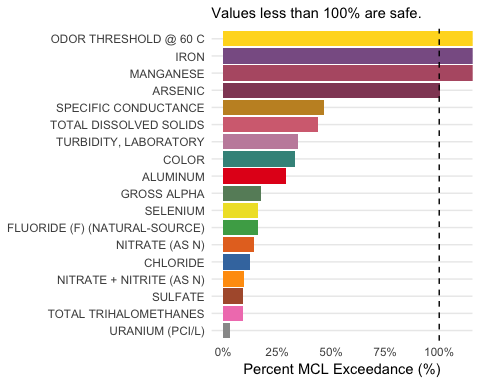 Values less than 100% are safe.
ODOR THRESHOLD @ 60 C
IRON
MANGANESE
ARSENIC
SPECIFIC CONDUCTANCE
TOTAL DISSOLVED SOLIDS
TURBIDITY, LABORATORY
COLOR
ALUMINUM
GROSS ALPHA
SELENIUM
FLUORIDE (F) (NATURAL-SOURCE)
NITRATE (AS N)
CHLORIDE
NITRATE + NITRITE (AS N)
SULFATE
TOTAL TRIHALOMETHANES
URANIUM (PCI/L)
0% 25% 50% 75% 100%
Percent MCL Exceedance (%)